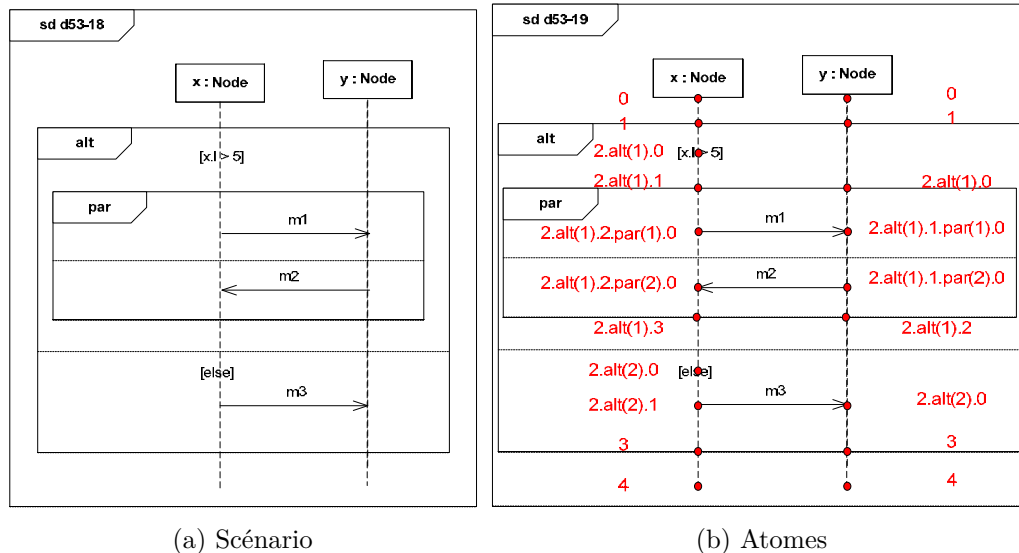 sd d53-18
x : Node
y : Node
alt
[x.l > 5]
par
m1
m2
[else]
m3
(a) Scénario
sd d53-19
x : Node
y : Node
0
0
1
1
alt
2.alt(1).0
[x.l > 5]
2.alt(1).1
2.alt(1).0
par
m1
2.alt(1).2.par(1).0
2.alt(1).1.par(1).0
m2
2.alt(1).2.par(2).0
2.alt(1).1.par(2).0
2.alt(1).3
2.alt(1).2
2.alt(2).0
[else]
m3
2.alt(2).1
2.alt(2).0
3
3
4
4
(b) Atomes